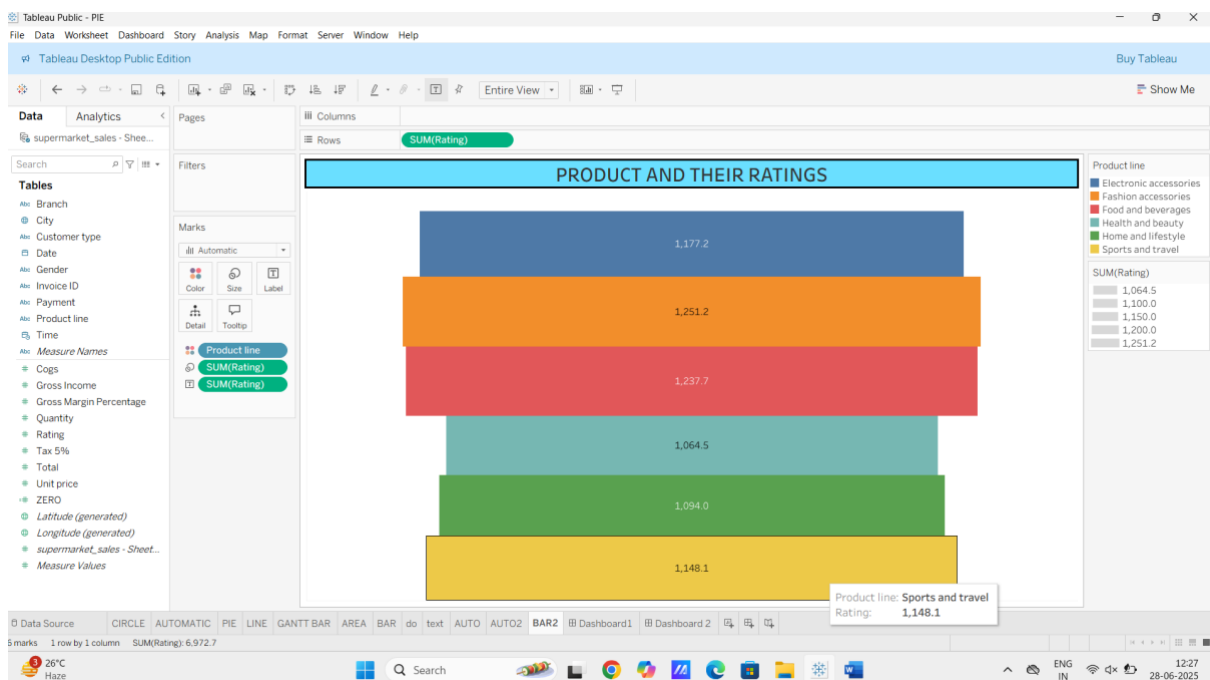 Tableau Public - PIE
File Data Worksheet Dashboard Story Analysis Map Format Server Window Help
Tableau Desktop Public Edition
Buy Tableau
Entire View
Show Me
Data Analytics
supermarket_sales - Shee...
Search
Tables
Abc Branch
City
Abc Customer type
Date
Abc Gender
Abc Invoice ID
Abc Payment
Abc Product line
Time
Abc Measure Names
Cogs
Gross Income
Gross Margin Percentage
Quantity
Rating
Tax 5%
Total
Unit price
ZERO
Latitude (generated)
Longitude (generated)
supermarket_sales - Sheet...
Measure Values
Pages
Filters
Marks
Automatic
Color Size Label
Detail Tooltip
Product line
SUM(Rating)
SUM(Rating)
Columns
Rows SUM(Rating)
PRODUCT AND THEIR RATINGS
1,177.2
1,251.2
1,237.7
1,064.5
1,094.0
1,148.1
Product line: Sports and travel
Rating: 1,148.1
Product line
Electronic accessories
Fashion accessories
Food and beverages
Health and beauty
Home and lifestyle
Sports and travel
SUM(Rating)
1,064.5
1,100.0
1,150.0
1,200.0
1,251.2
Data Source CIRCLE AUTOMATIC PIE LINE GANTT BAR AREA BAR do text AUTO AUTO2 BAR2 Dashboard1 Dashboard 2
6 marks 1 row by 1 column SUM(Rating): 6,972.7
3
26°C
Haze
Search
ENG
IN
12:27
28-06-2025